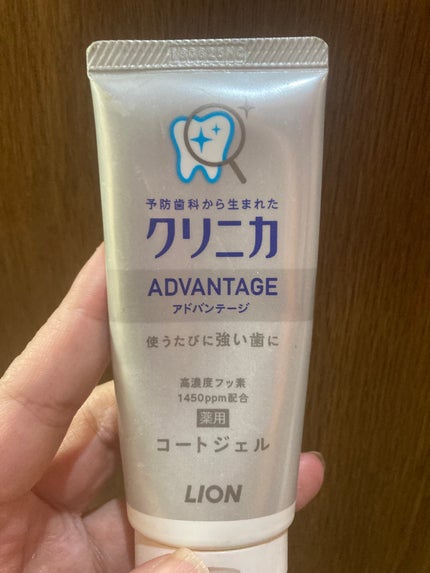 予防歯科から生まれた
クリニカ
ADVANTAGE
アドバンテージ
使うたびに強い歯に
高濃度フッ素
1450ppm配合
薬用
コートジェル
LION